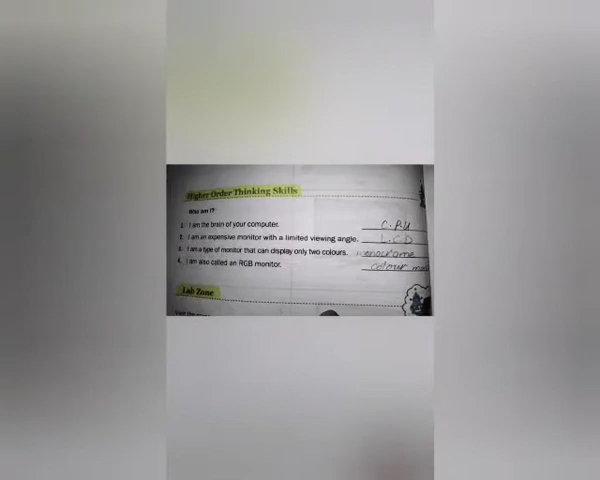 Higher Order Thinking Skills
Who am I?
1. I am the brain of your computer. C.P.U
2. I am an expensive monitor with a limited viewing angle. L.C.D
3. I am a type of monitor that can display only two colours. monocrome
4. I am also called an RGB monitor. colour
Lab Zone